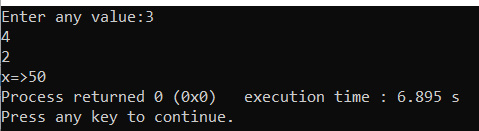 Enter any value:3
4
2
x=>50
Process returned 0 (0x0)   execution time : 6.895 s
Press any key to continue.